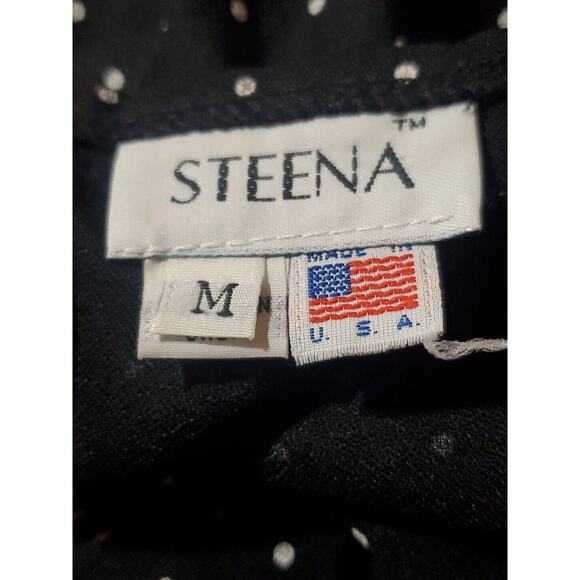 STEENA™
M
MADE IN
U. S. A.